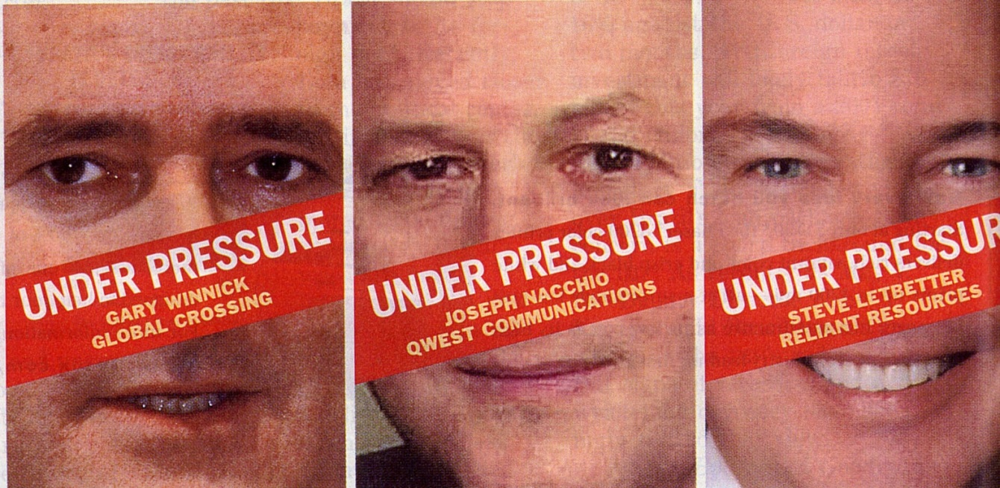 UNDER PRESSURE
GARY WINNICK
GLOBAL CROSSING
UNDER PRESSURE
JOSEPH NACCHIO
QWEST COMMUNICATIONS
UNDER PRESSUR
STEVE LETBETTER
RELIANT RESOURCES